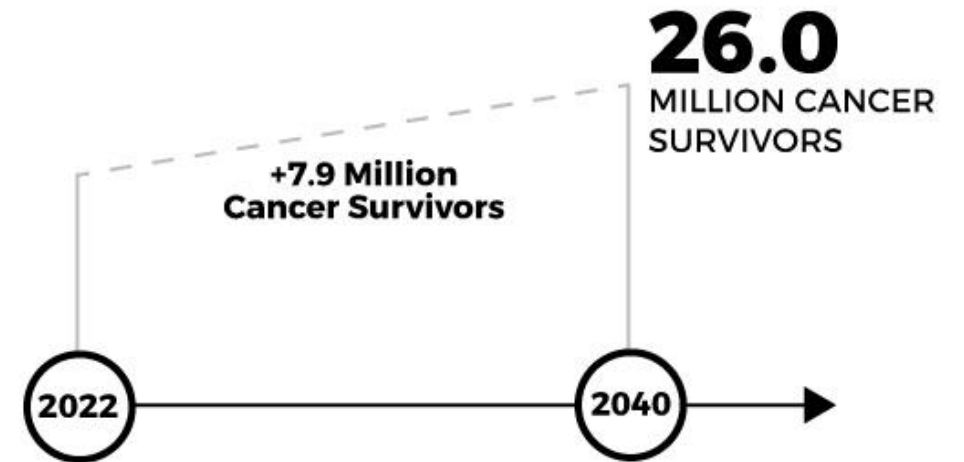 26.0
MILLION CANCER
SURVIVORS
+7.9 Million
Cancer Survivors
2022
2040